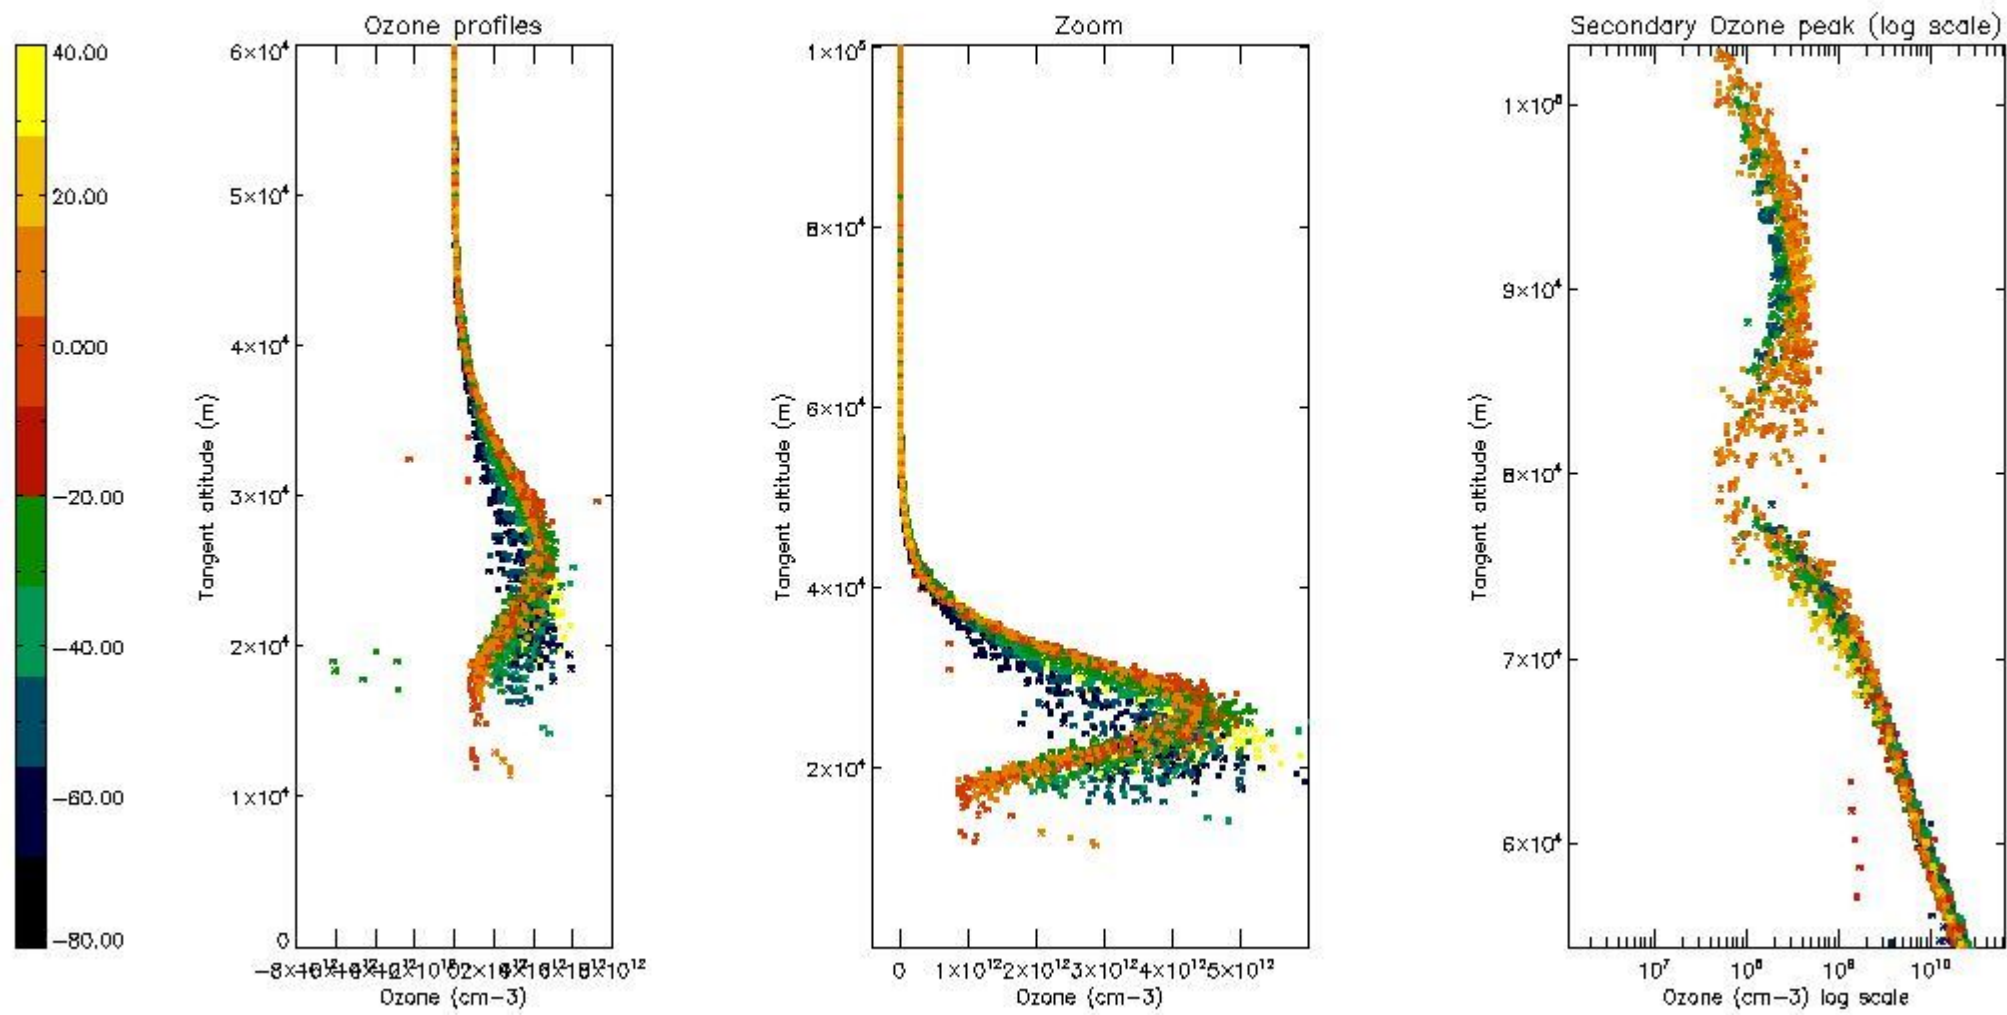 Ozone profiles
Zoom
Secondary Ozone peak (log scale)
40.00
20.00
0.000
−20.00
−40.00
−60.00
−80.00
6×10⁴
5×10⁴
4×10⁴
3×10⁴
2×10⁴
1×10⁴
0
Tangent altitude (m)
Ozone (cm−3)
1×10⁵
8×10⁴
6×10⁴
4×10⁴
2×10⁴
Tangent altitude (m)
0 1×10¹² 2×10¹² 3×10¹² 4×10¹² 5×10¹²
Ozone (cm−3)
1×10⁵
9×10⁴
8×10⁴
7×10⁴
6×10⁴
Tangent altitude (m)
10⁷ 10⁸ 10⁹ 10¹⁰
Ozone (cm−3) log scale